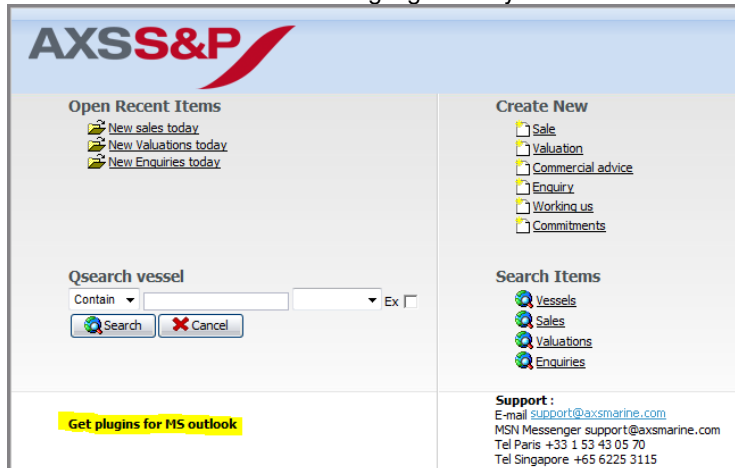 AXSS&P
Open Recent Items
New sales today
New Valuations today
New Enquiries today
Create New
Sale
Valuation
Commercial advice
Enquiry
Working us
Commitments
Qsearch vessel
Contain
Ex
Search
Cancel
Search Items
Vessels
Sales
Valuations
Enquiries
Get plugins for MS outlook
Support :
E-mail support@axsmarine.com
MSN Messenger support@axsmarine.com
Tel Paris +33 1 53 43 05 70
Tel Singapore +65 6225 3115